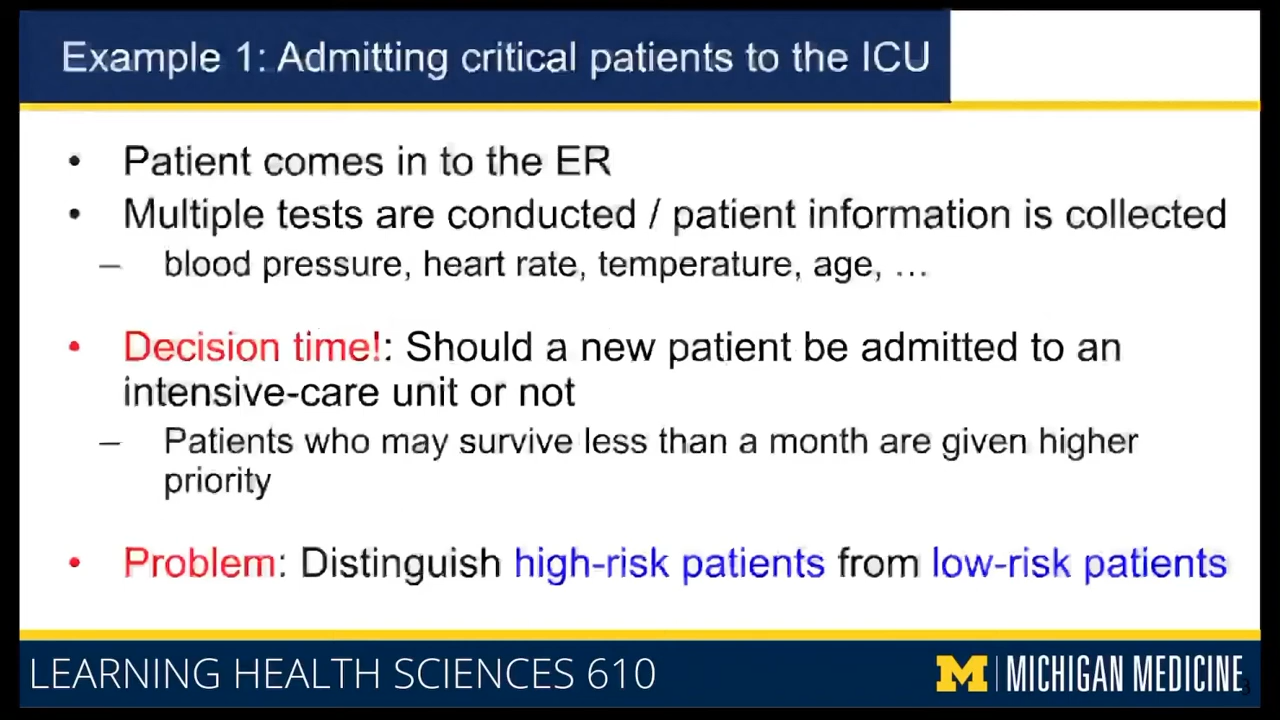 Example 1: Admitting critical patients to the ICU
• Patient comes in to the ER
• Multiple tests are conducted / patient information is collected
– blood pressure, heart rate, temperature, age, …
• Decision time!: Should a new patient be admitted to an
intensive-care unit or not
– Patients who may survive less than a month are given higher
priority
• Problem: Distinguish high-risk patients from low-risk patients
LEARNING HEALTH SCIENCES 610
M | MICHIGAN MEDICINE
3